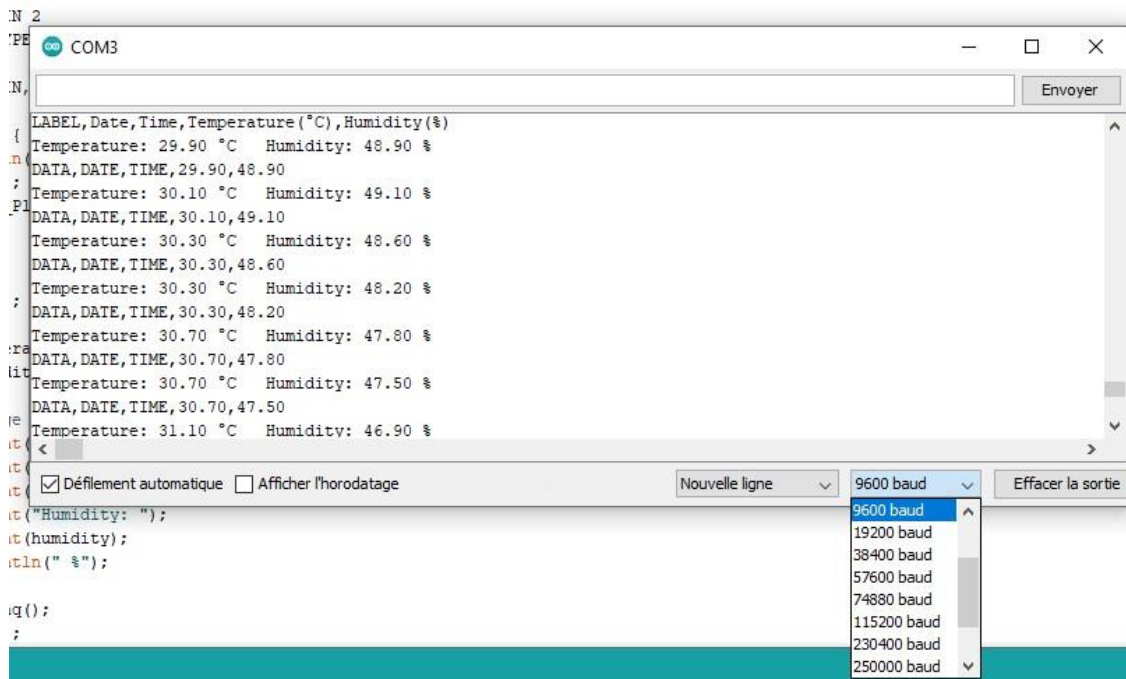 IN 2
COM3
Envoyer
LABEL,Date,Time,Temperature(°C),Humidity(%)
Temperature: 29.90 °C Humidity: 48.90 %
DATA,DATE,TIME,29.90,48.90
Temperature: 30.10 °C Humidity: 49.10 %
DATA,DATE,TIME,30.10,49.10
Temperature: 30.30 °C Humidity: 48.60 %
DATA,DATE,TIME,30.30,48.60
Temperature: 30.30 °C Humidity: 48.20 %
DATA,DATE,TIME,30.30,48.20
Temperature: 30.70 °C Humidity: 47.80 %
DATA,DATE,TIME,30.70,47.80
Temperature: 30.70 °C Humidity: 47.50 %
DATA,DATE,TIME,30.70,47.50
Temperature: 31.10 °C Humidity: 46.90 %
Défilement automatique Afficher l'horodatage Nouvelle ligne 9600 baud Effacer la sortie
9600 baud
19200 baud
38400 baud
57600 baud
74880 baud
115200 baud
230400 baud
250000 baud
nt("Humidity: ");
nt(humidity);
ntln(" %");
();
;